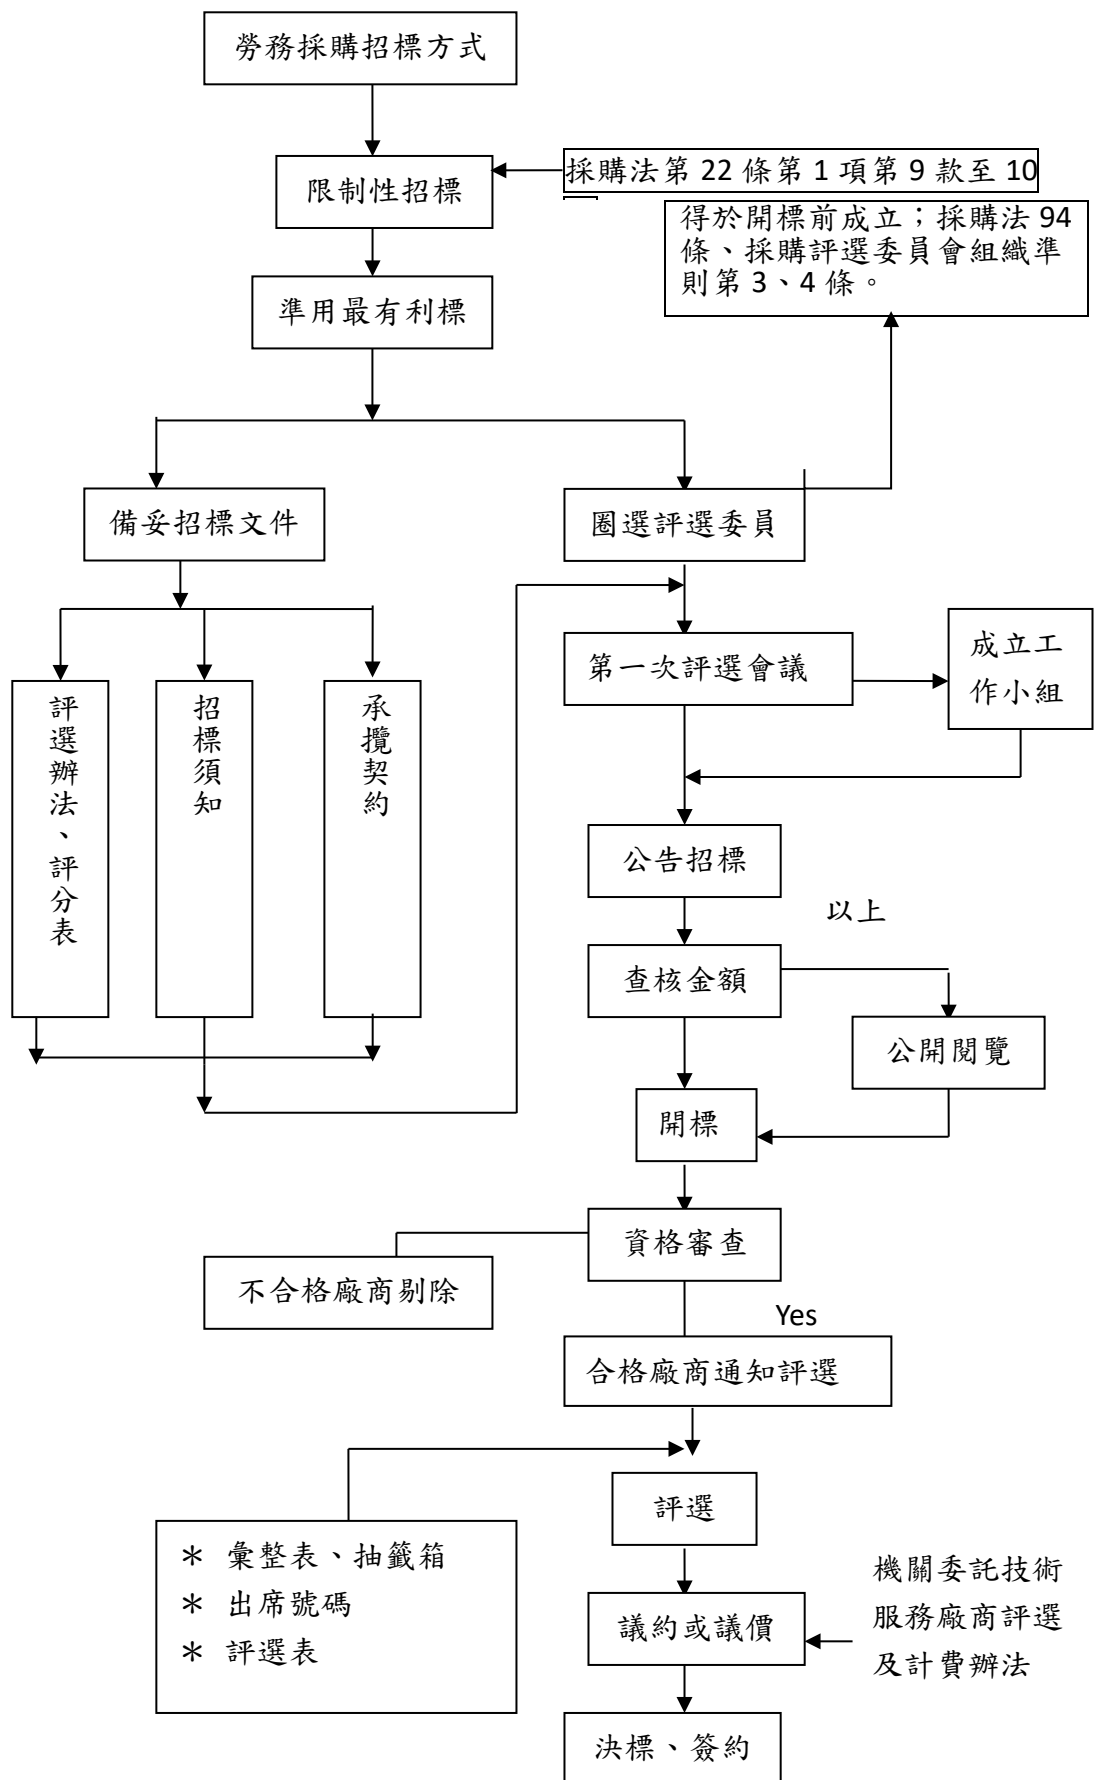 勞務採購招標方式
限制性招標
採購法第 22 條第 1 項第 9 款至 10
得於開標前成立；採購法 94
條、採購評選委員會組織準
則第 3、4 條。
準用最有利標
備妥招標文件
圈選評選委員
第一次評選會議
成立工
作小組
評選辦法、評分表
招標須知
承攬契約
公告招標
以上
查核金額
公開閱覽
開標
資格審查
不合格廠商剔除
Yes
合格廠商通知評選
評選
＊ 彙整表、抽籤箱
＊ 出席號碼
＊ 評選表
機關委託技術
服務廠商評選
及計費辦法
議約或議價
決標、簽約